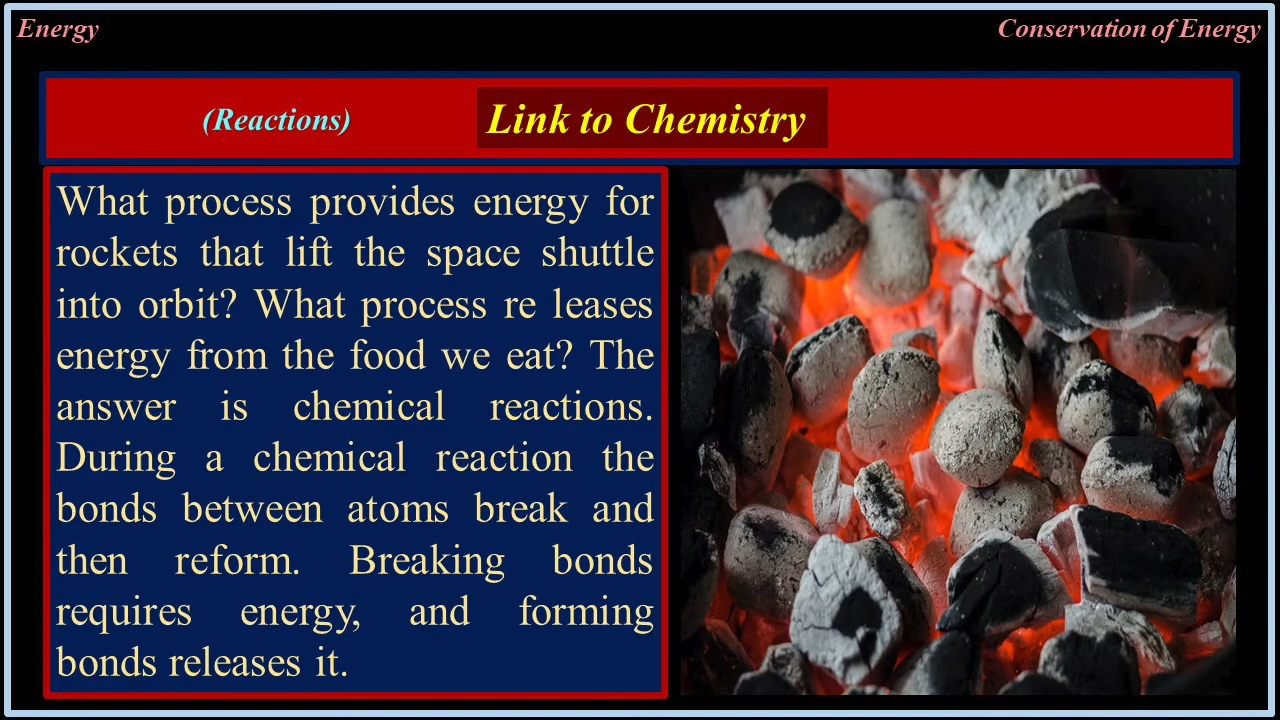 Energy
Conservation of Energy
(Reactions)
Link to Chemistry
What process provides energy for
rockets that lift the space shuttle
into orbit? What process re leases
energy from the food we eat? The
answer is chemical reactions.
During a chemical reaction the
bonds between atoms break and
then reform. Breaking bonds
requires energy, and forming
bonds releases it.